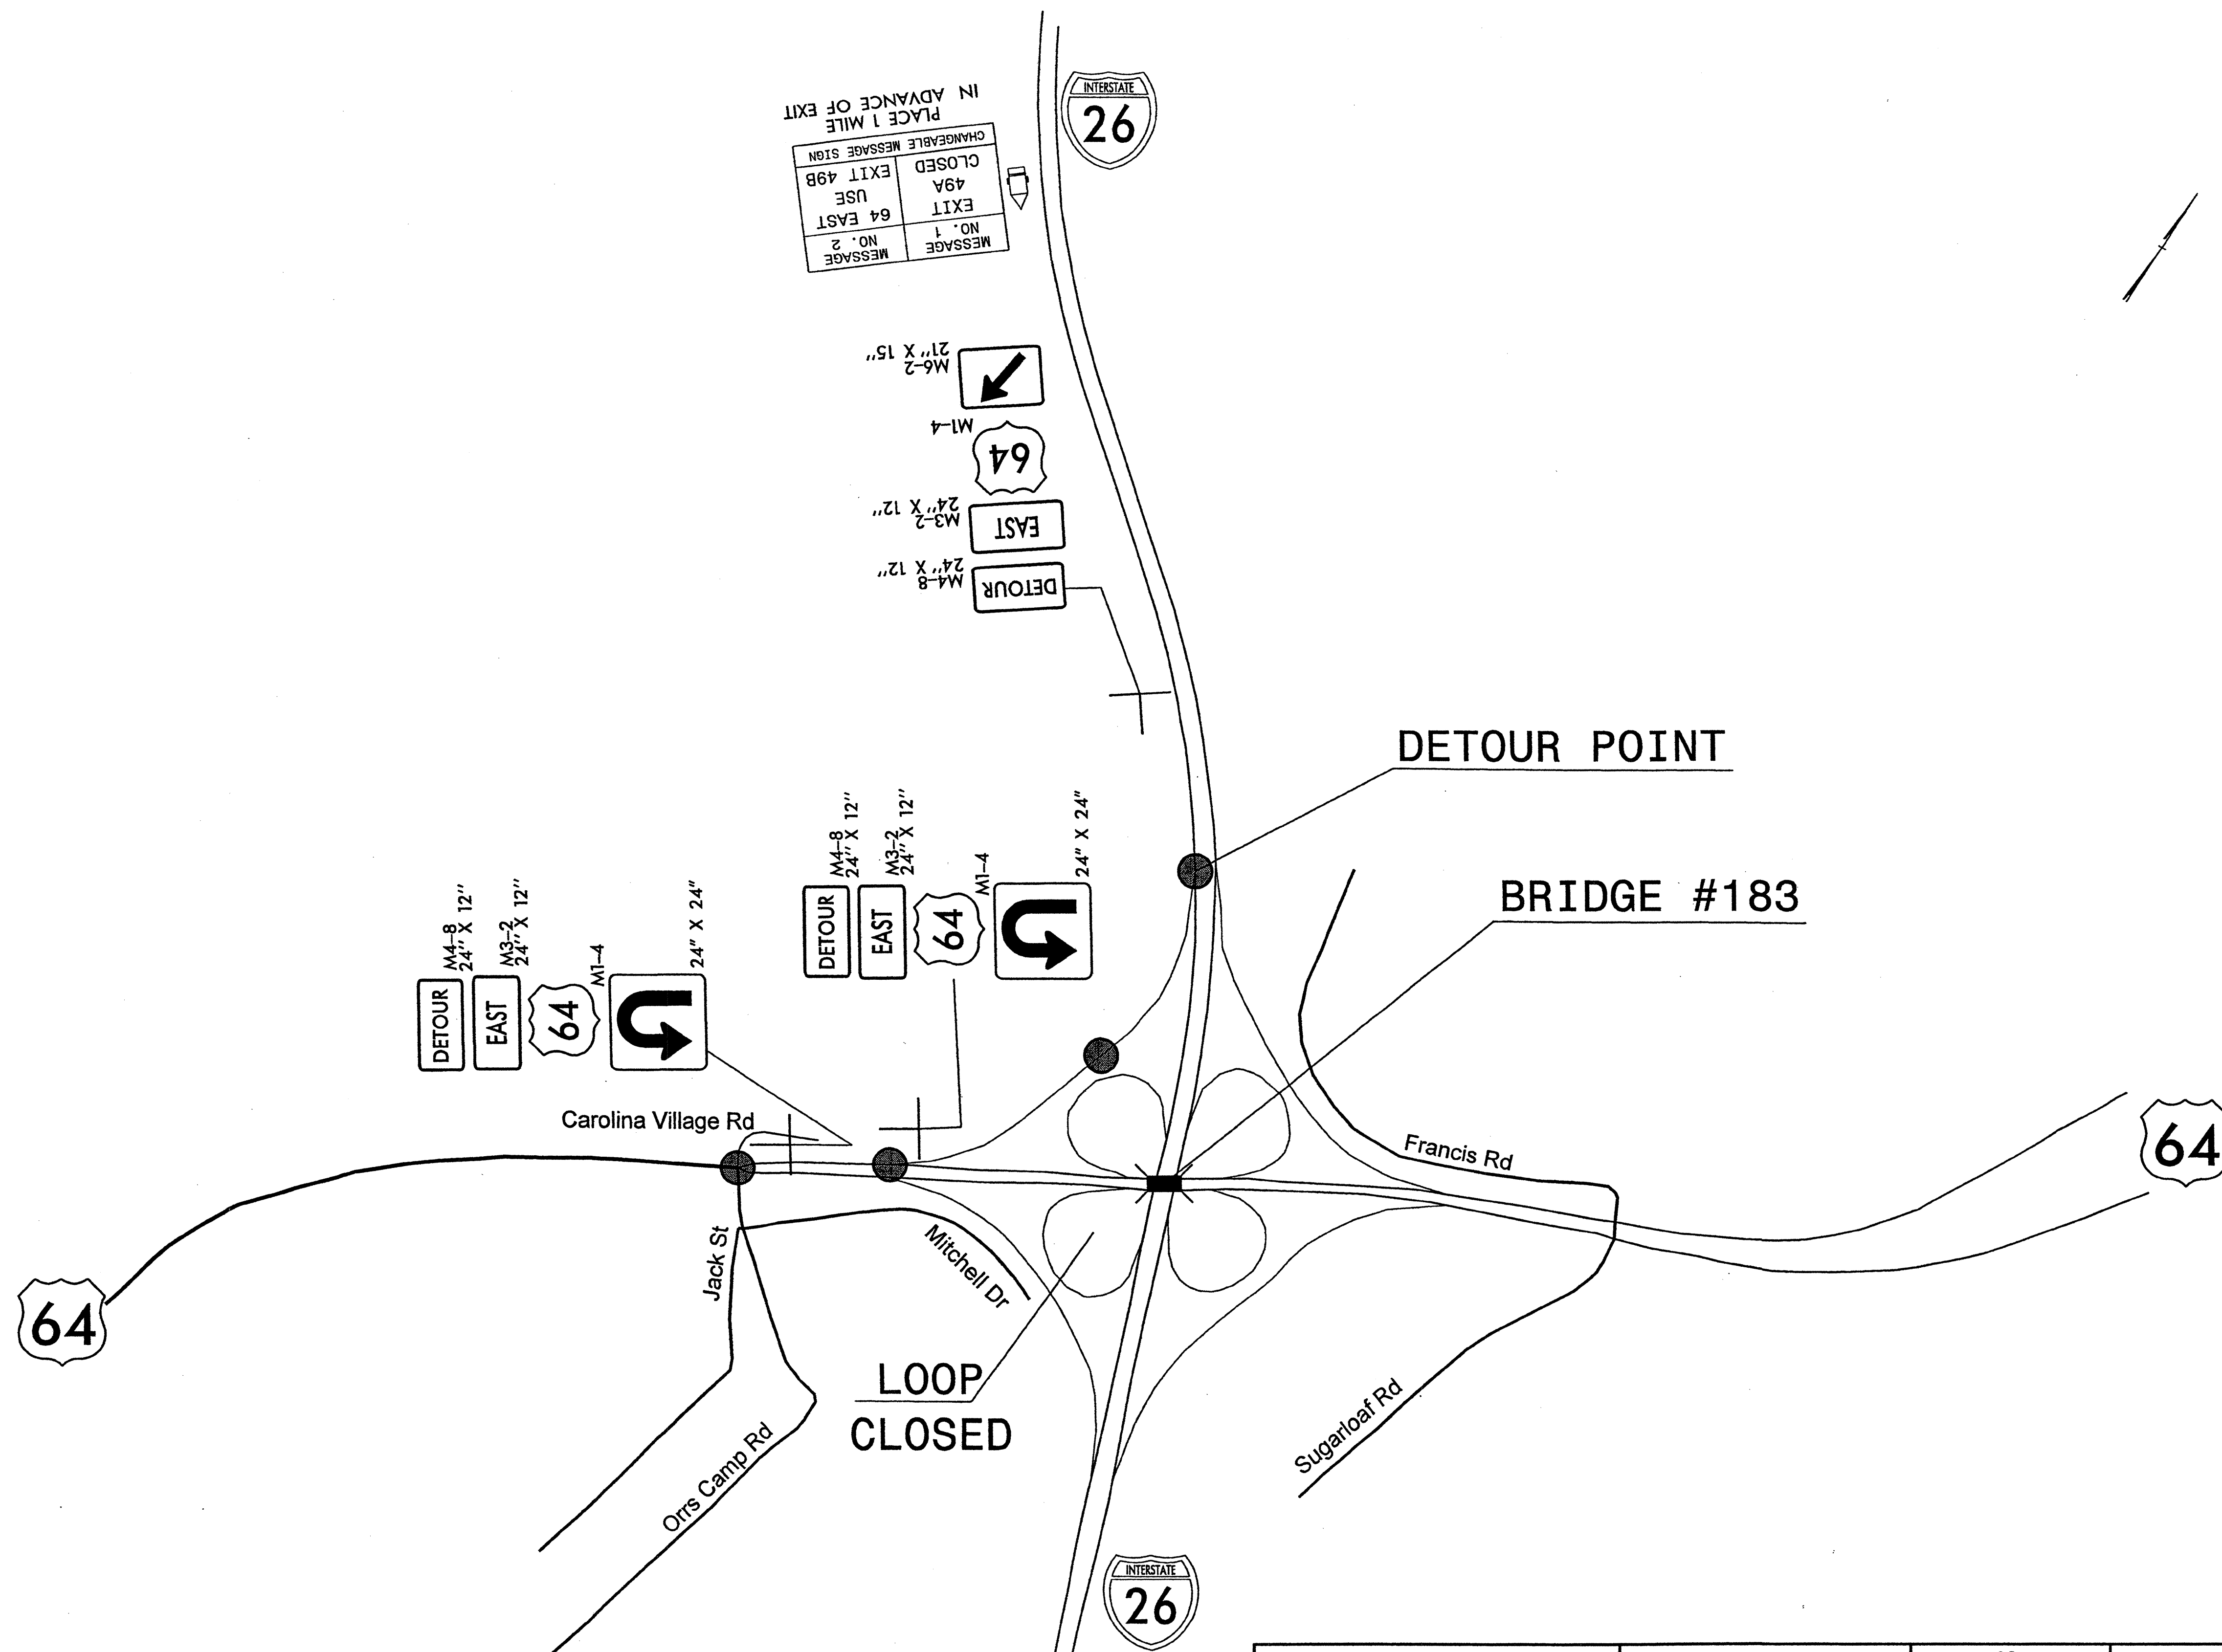 INTERSTATE
26
PLACE 1 MILE
IN ADVANCE OF EXIT
CHANGEABLE MESSAGE SIGN
MESSAGE
NO. 1
EXIT
49A
CLOSED
MESSAGE
NO. 2
64 EAST
USE
EXIT 49B
DETOUR
M4-8
24" X 12"
EAST
M3-2
24" X 12"
64
M1-4
M6-2
21" X 15"
DETOUR POINT
BRIDGE #183
DETOUR
M4-8
24" X 12"
EAST
M3-2
24" X 12"
64
M1-4
24" X 24"
DETOUR
M4-8
24" X 12"
EAST
M3-2
24" X 12"
64
M1-4
24" X 24"
Carolina Village Rd
Francis Rd
64
Jack St
Mitchell Dr
64
LOOP
CLOSED
Orrs Camp Rd
Sugarloaf Rd
INTERSTATE
26